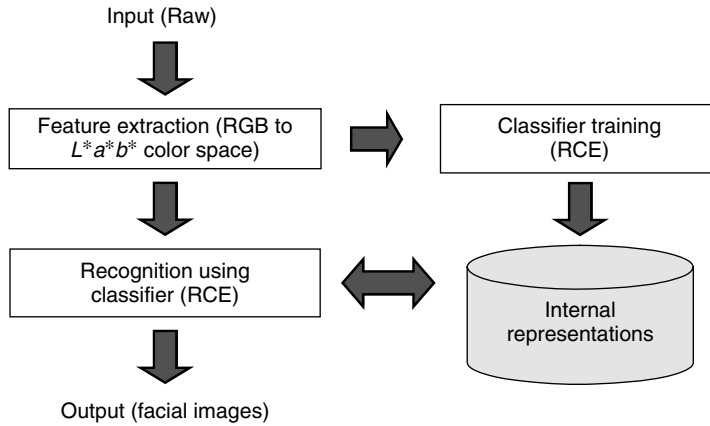 Input (Raw)
Feature extraction (RGB to
L*a*b* color space)
Classifier training
(RCE)
Recognition using
classifier (RCE)
Internal
representations
Output (facial images)